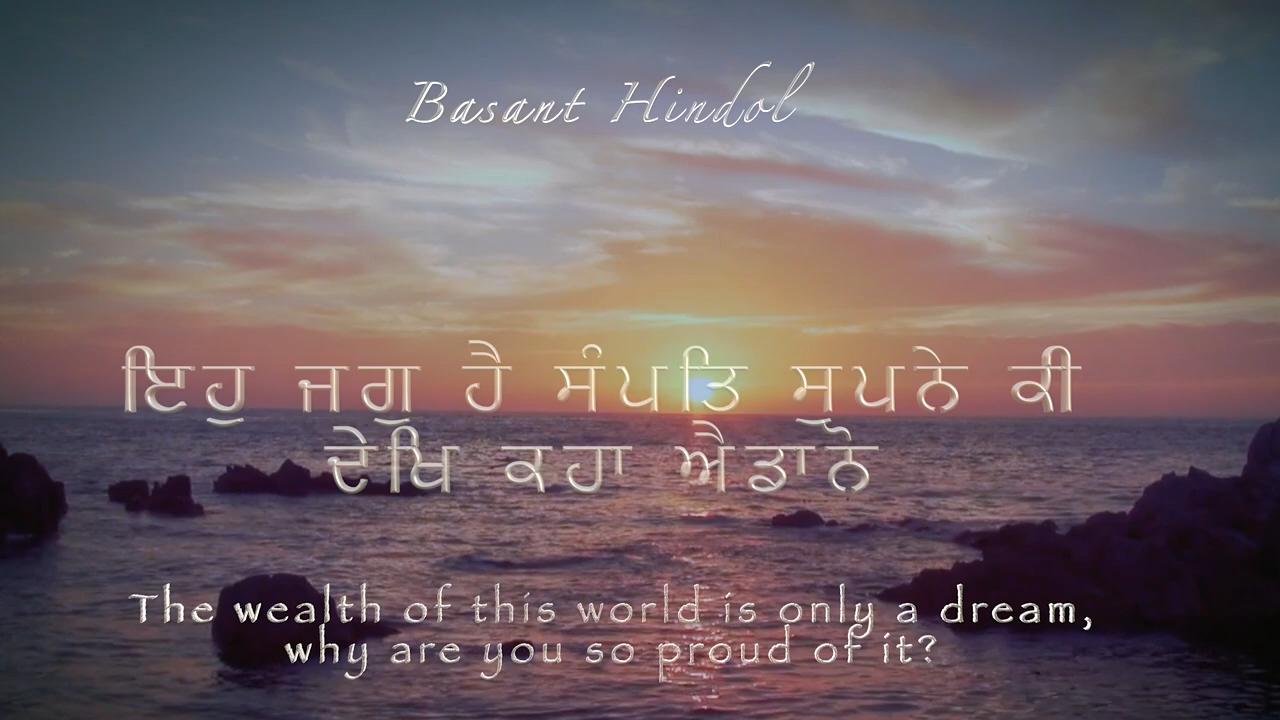 Basant Hindol
ਇਹੁ ਜਗੁ ਹੈ ਸੰਪਤਿ ਸੁਪਨੇ ਕੀ
ਦੇਖਿ ਕਹਾ ਐਡਾਨੋ
The wealth of this world is only a dream,
why are you so proud of it?